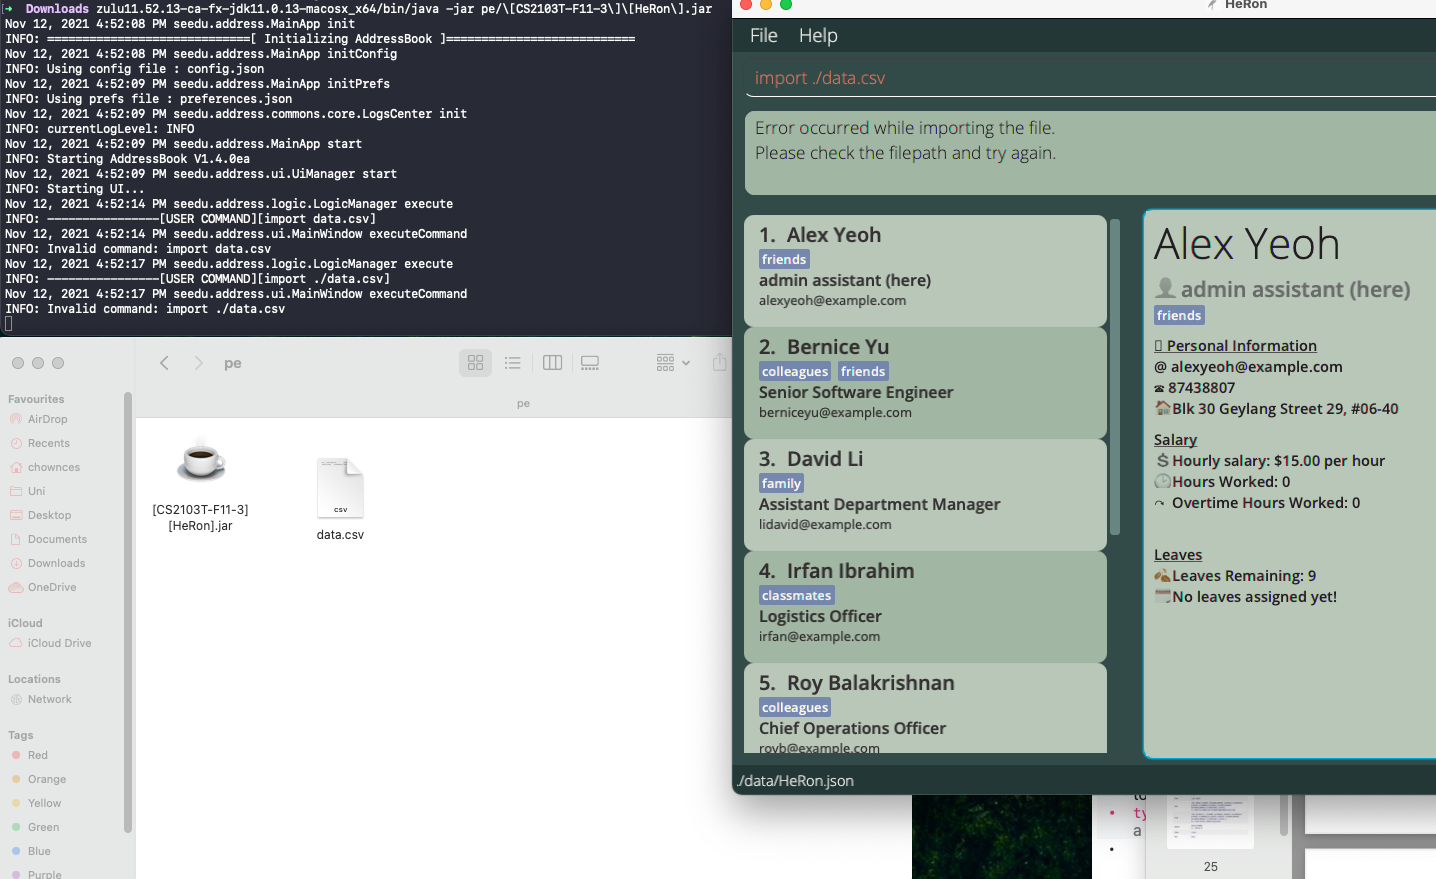 ➜ Downloads zulu11.52.13-ca-fx-jdk11.0.13-macosx_x64/bin/java -jar pe/\[CS2103T-F11-3\]\[HeRon\].jar
Nov 12, 2021 4:52:08 PM seedu.address.MainApp init
INFO: =============================[ Initializing AddressBook ]===========================
Nov 12, 2021 4:52:08 PM seedu.address.MainApp initConfig
INFO: Using config file : config.json
Nov 12, 2021 4:52:09 PM seedu.address.MainApp initPrefs
INFO: Using prefs file : preferences.json
Nov 12, 2021 4:52:09 PM seedu.address.commons.core.LogsCenter init
INFO: currentLogLevel: INFO
Nov 12, 2021 4:52:09 PM seedu.address.MainApp start
INFO: Starting AddressBook V1.4.0ea
Nov 12, 2021 4:52:09 PM seedu.address.ui.UiManager start
INFO: Starting UI...
Nov 12, 2021 4:52:14 PM seedu.address.logic.LogicManager execute
INFO: ----------------[USER COMMAND][import data.csv]
Nov 12, 2021 4:52:14 PM seedu.address.ui.MainWindow executeCommand
INFO: Invalid command: import data.csv
Nov 12, 2021 4:52:17 PM seedu.address.logic.LogicManager execute
INFO: ----------------[USER COMMAND][import ./data.csv]
Nov 12, 2021 4:52:17 PM seedu.address.ui.MainWindow executeCommand
INFO: Invalid command: import ./data.csv
pe
pe
Favourites
AirDrop
Recents
chownces
Uni
Desktop
Documents
Downloads
OneDrive
iCloud
iCloud Drive
Locations
Network
Tags
Red
Orange
Yellow
Green
Blue
Purple
[CS2103T-F11-3]
[HeRon].jar
csv
data.csv
HeRon
File Help
import ./data.csv
Error occurred while importing the file.
Please check the filepath and try again.
1. Alex Yeoh
friends
admin assistant (here)
alexyeoh@example.com
2. Bernice Yu
colleagues friends
Senior Software Engineer
berniceyu@example.com
3. David Li
family
Assistant Department Manager
lidavid@example.com
4. Irfan Ibrahim
classmates
Logistics Officer
irfan@example.com
5. Roy Balakrishnan
colleagues
Chief Operations Officer
royb@example.com
Alex Yeoh
admin assistant (here)
friends
Personal Information
@ alexyeoh@example.com
☎ 87438807
Blk 30 Geylang Street 29, #06-40
Salary
Hourly salary: $15.00 per hour
Hours Worked: 0
Overtime Hours Worked: 0
Leaves
Leaves Remaining: 9
No leaves assigned yet!
./data/HeRon.json
to
• ty
a
•
25